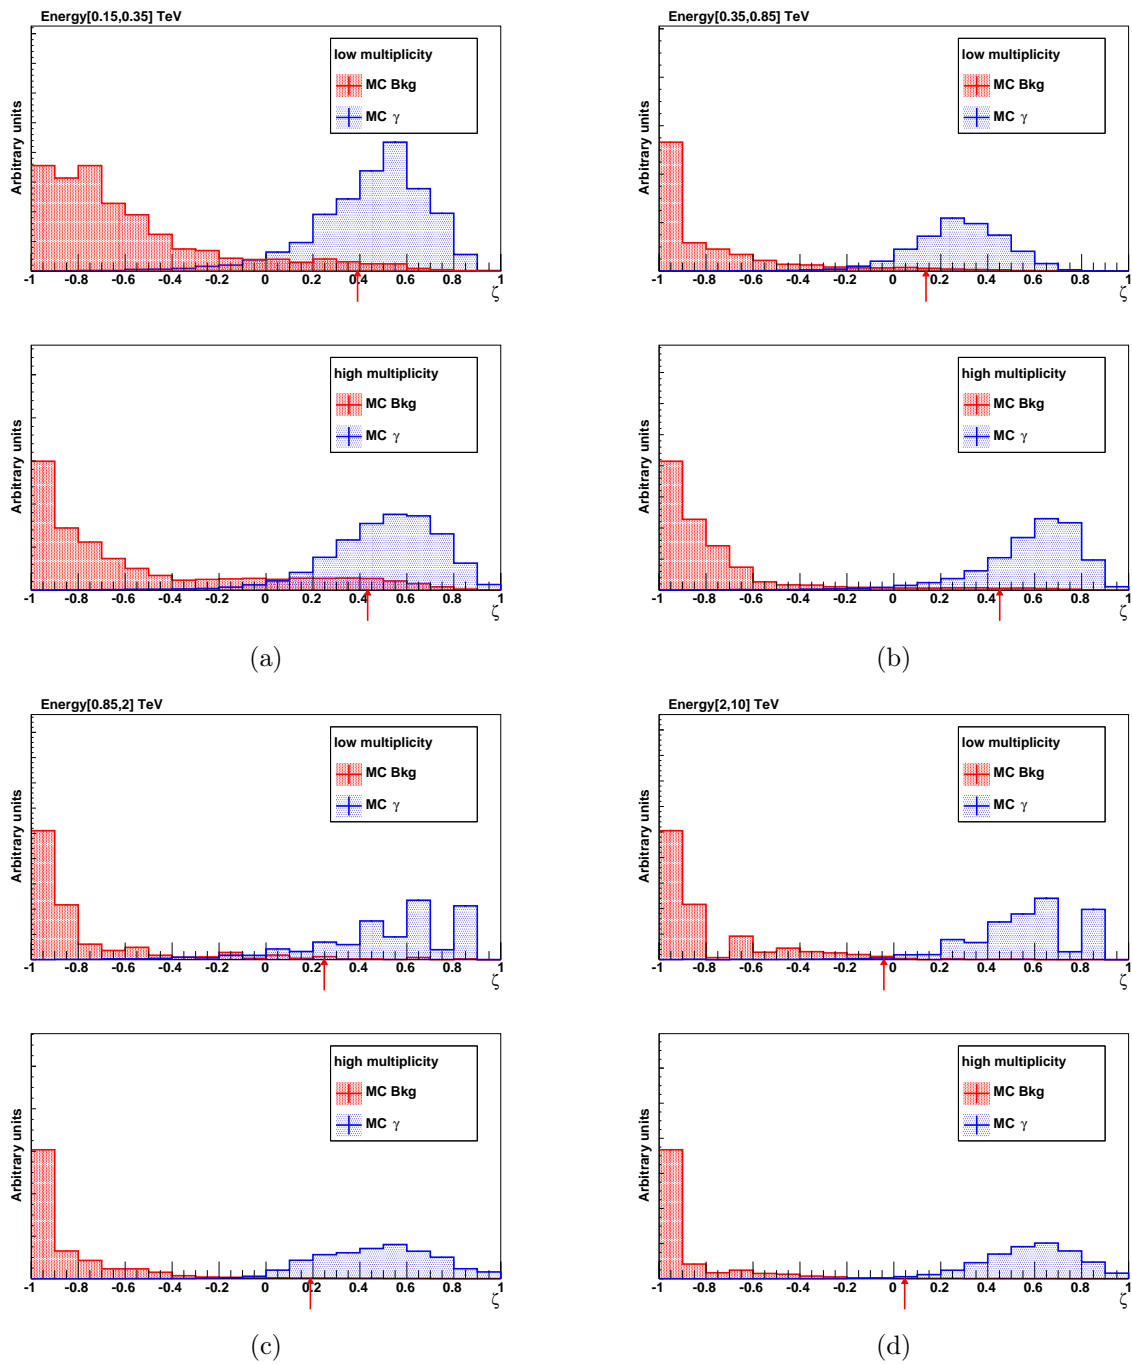 Energy[0.15,0.35] TeV
Arbitrary units
low multiplicity
MC Bkg
MC γ
-1 -0.8 -0.6 -0.4 -0.2 0 0.2 0.4 0.6 0.8 1
ζ
Arbitrary units
high multiplicity
MC Bkg
MC γ
-1 -0.8 -0.6 -0.4 -0.2 0 0.2 0.4 0.6 0.8 1
ζ
(a)
Energy[0.35,0.85] TeV
Arbitrary units
low multiplicity
MC Bkg
MC γ
-1 -0.8 -0.6 -0.4 -0.2 0 0.2 0.4 0.6 0.8 1
ζ
Arbitrary units
high multiplicity
MC Bkg
MC γ
-1 -0.8 -0.6 -0.4 -0.2 0 0.2 0.4 0.6 0.8 1
ζ
(b)
Energy[0.85,2] TeV
Arbitrary units
low multiplicity
MC Bkg
MC γ
-1 -0.8 -0.6 -0.4 -0.2 0 0.2 0.4 0.6 0.8 1
ζ
Arbitrary units
high multiplicity
MC Bkg
MC γ
-1 -0.8 -0.6 -0.4 -0.2 0 0.2 0.4 0.6 0.8 1
ζ
(c)
Energy[2,10] TeV
Arbitrary units
low multiplicity
MC Bkg
MC γ
-1 -0.8 -0.6 -0.4 -0.2 0 0.2 0.4 0.6 0.8 1
ζ
Arbitrary units
high multiplicity
MC Bkg
MC γ
-1 -0.8 -0.6 -0.4 -0.2 0 0.2 0.4 0.6 0.8 1
ζ
(d)